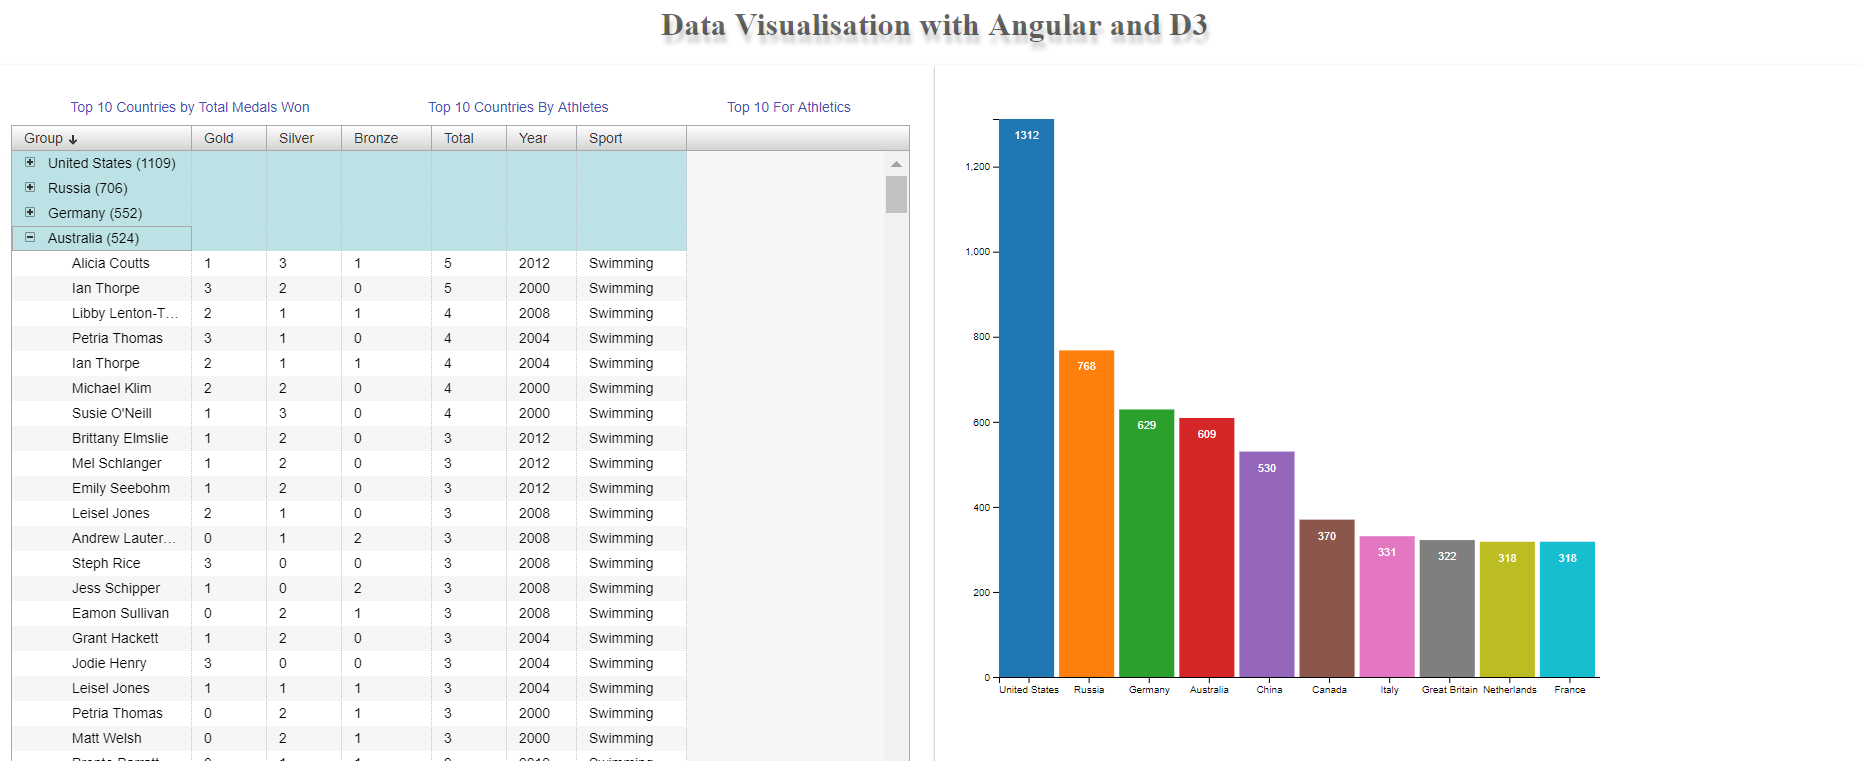 Data Visualisation with Angular and D3
Top 10 Countries by Total Medals Won Top 10 Countries By Athletes Top 10 For Athletics
Group Gold Silver Bronze Total Year Sport
United States (1109)
Russia (706)
Germany (552)
Australia (524)
Alicia Coutts 1 3 1 5 2012 Swimming
Ian Thorpe 3 2 0 5 2000 Swimming
Libby Lenton-T... 2 1 1 4 2008 Swimming
Petria Thomas 3 1 0 4 2004 Swimming
Ian Thorpe 2 1 1 4 2004 Swimming
Michael Klim 2 2 0 4 2000 Swimming
Susie O'Neill 1 3 0 4 2000 Swimming
Brittany Elmslie 1 2 0 3 2012 Swimming
Mel Schlanger 1 2 0 3 2012 Swimming
Emily Seebohm 1 2 0 3 2012 Swimming
Leisel Jones 2 1 0 3 2008 Swimming
Andrew Lauter... 0 1 2 3 2008 Swimming
Steph Rice 3 0 0 3 2008 Swimming
Jess Schipper 1 0 2 3 2008 Swimming
Eamon Sullivan 0 2 1 3 2008 Swimming
Grant Hackett 1 2 0 3 2004 Swimming
Jodie Henry 3 0 0 3 2004 Swimming
Leisel Jones 1 1 1 3 2004 Swimming
Petria Thomas 0 2 1 3 2000 Swimming
Matt Welsh 0 2 1 3 2000 Swimming
1,200
1,000
800
600
400
200
0
1312
768
629
609
530
370
331
322
318
318
United States Russia Germany Australia China Canada Italy Great Britain Netherlands France